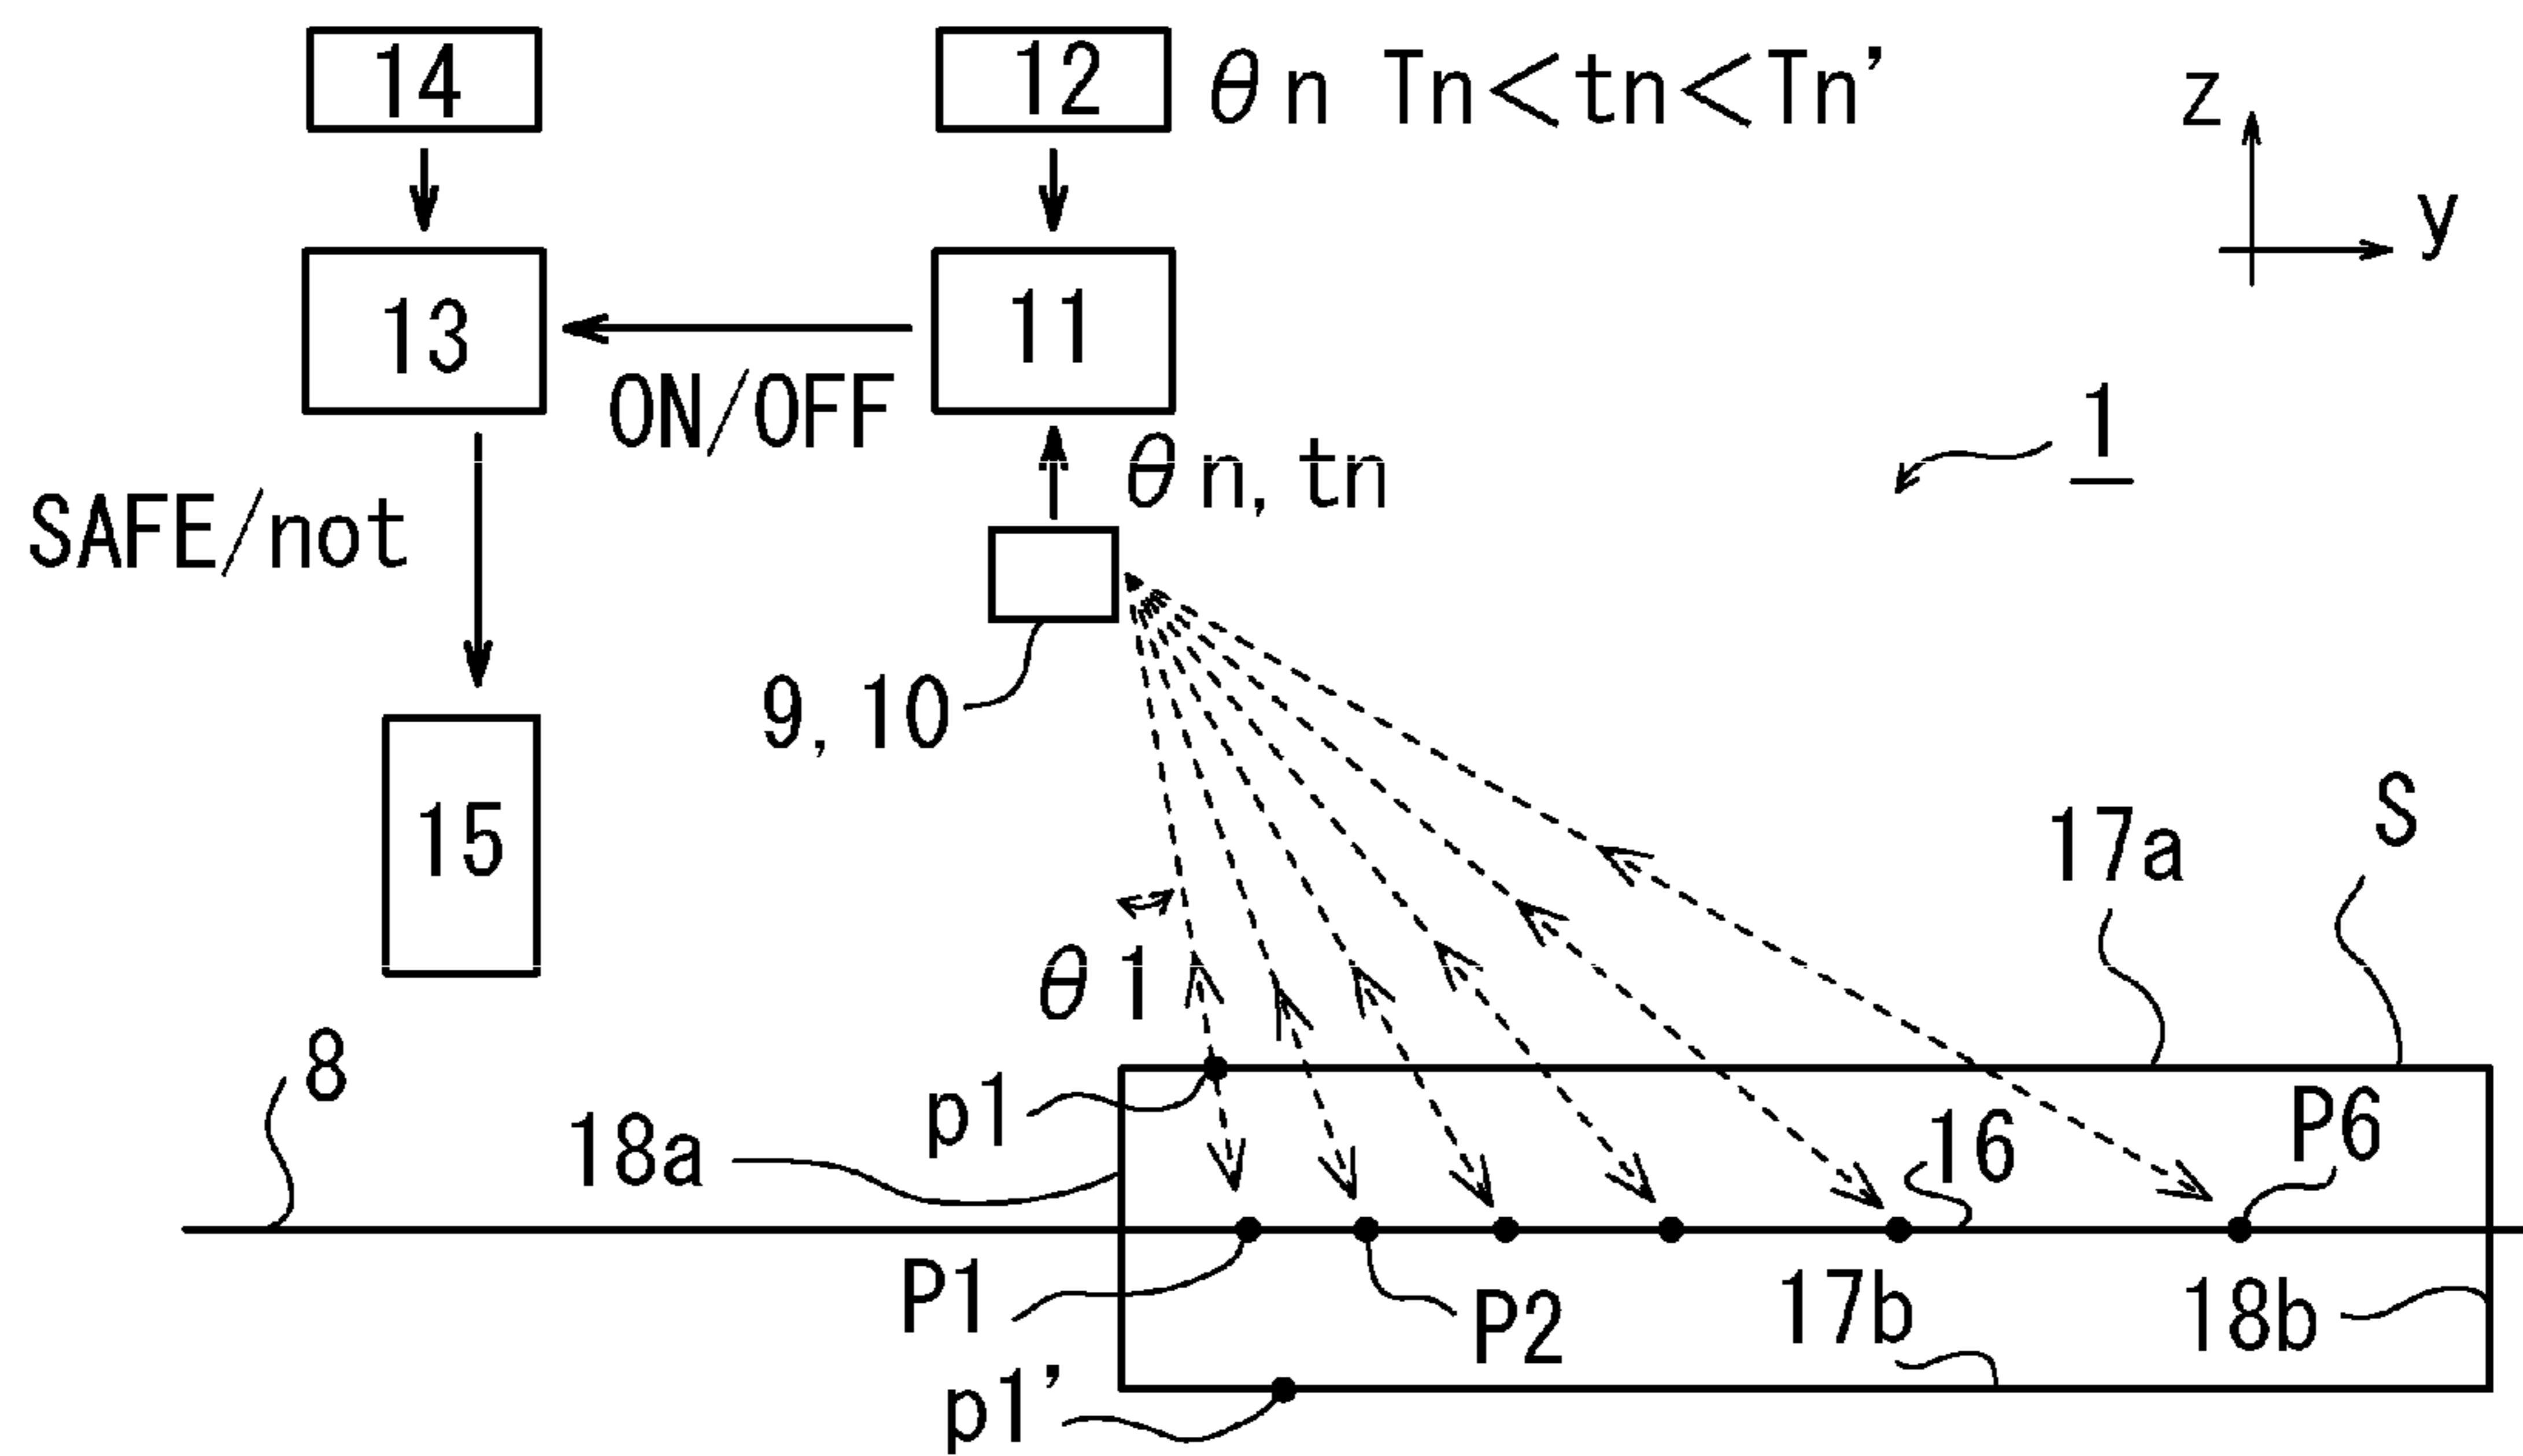 14
12
θn Tn<tn<Tn'
z
y
13
11
ON/OFF
θn, tn
1
SAFE/not
9, 10
15
17a
S
θ1
8
p1
18a
16
P6
P1
P2
17b
18b
p1'